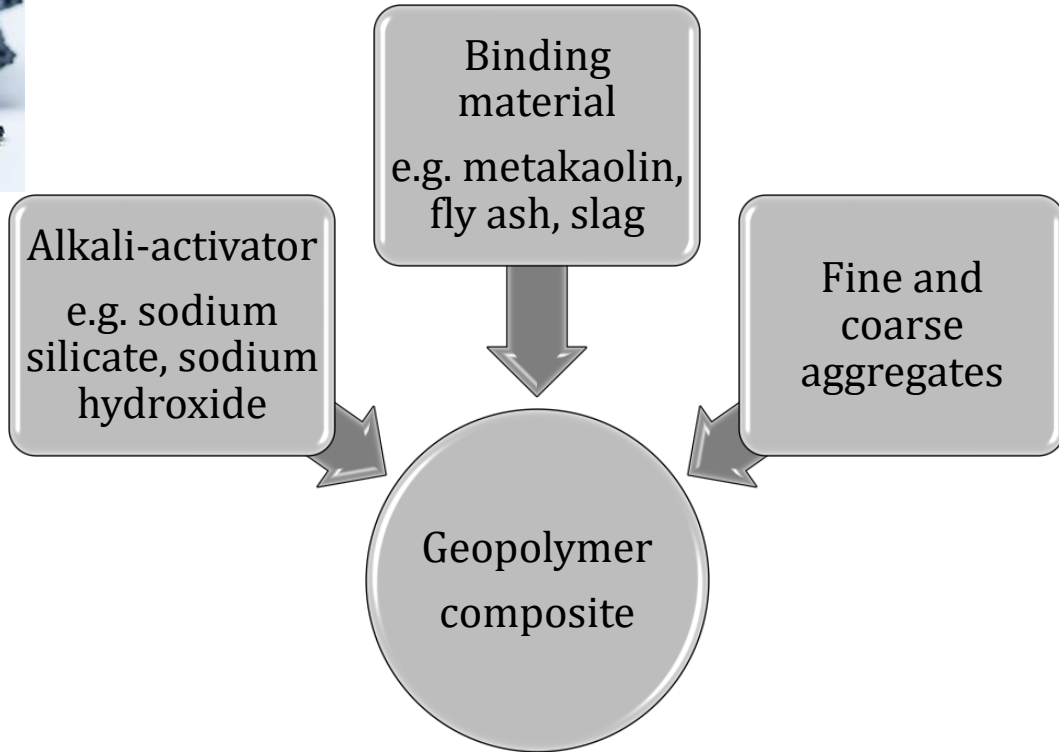 Binding
material
e.g. metakaolin,
fly ash, slag
Alkali-activator
e.g. sodium
silicate, sodium
hydroxide
Fine and
coarse
aggregates
Geopolymer
composite